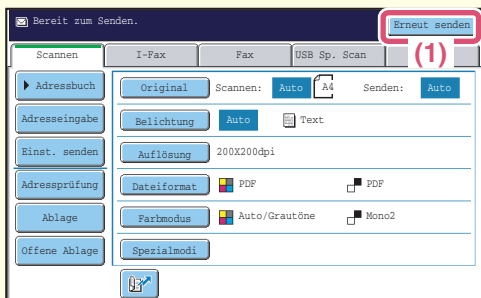 Bereit zum Senden.
Erneut senden
(1)
Scannen I-Fax Fax USB Sp. Scan
Adressbuch
Adresseingabe
Einst. senden
Adressprüfung
Ablage
Offene Ablage
Original Scannen: Auto A4 Senden: Auto
Belichtung Auto Text
Auflösung 200X200dpi
Dateiformat PDF PDF
Farbmodus Auto/Grautöne Mono2
Spezialmodi